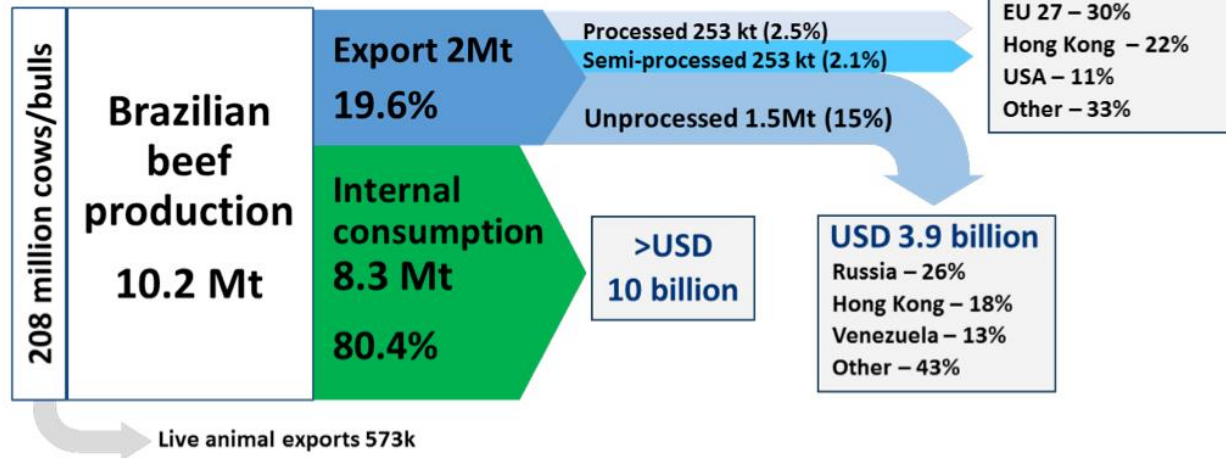 208 million cows/bulls
Brazilian
beef
production
10.2 Mt
Export 2Mt
19.6%
Internal
consumption
8.3 Mt
80.4%
Processed 253 kt (2.5%)
Semi-processed 253 kt (2.1%)
Unprocessed 1.5Mt (15%)
EU 27 – 30%
Hong Kong – 22%
USA – 11%
Other – 33%
>USD
10 billion
USD 3.9 billion
Russia – 26%
Hong Kong – 18%
Venezuela – 13%
Other – 43%
Live animal exports 573k